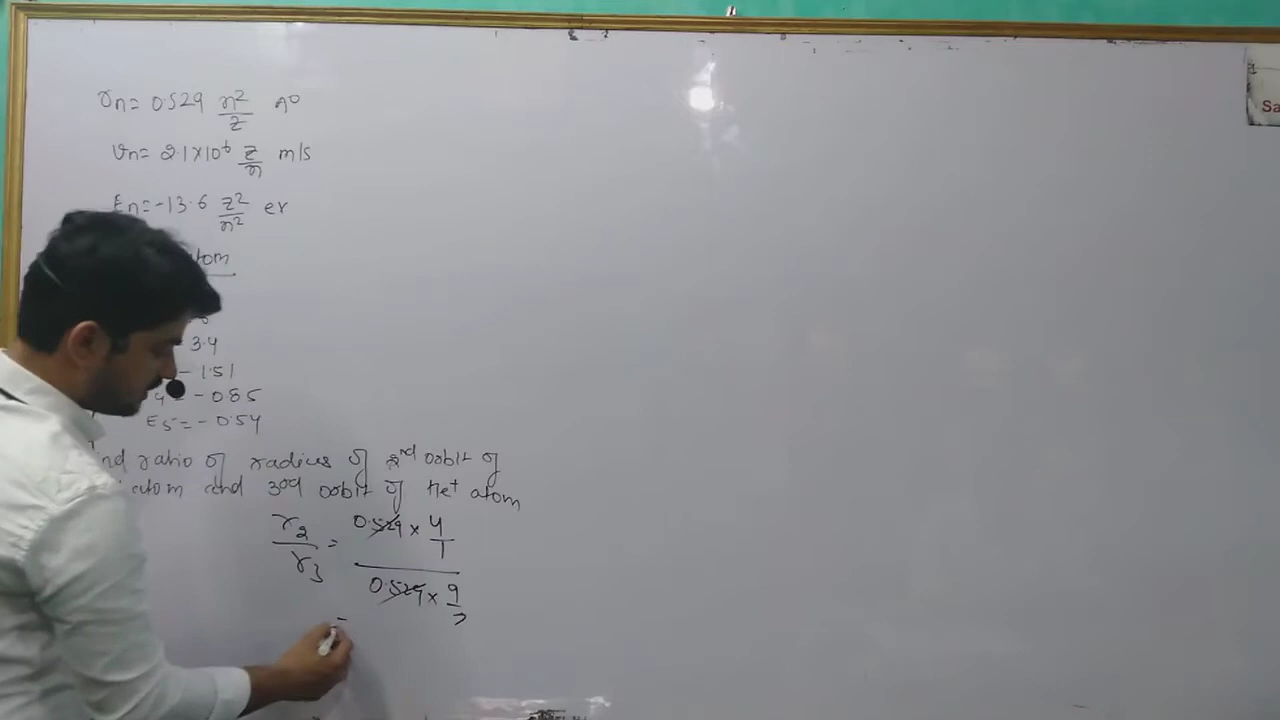 rn= 0.529 n²/z A°
vn= 2.1×10⁶ z/n m/s
En=-13.6 z²/n² ev
atom
3.4
- 1.51
4 = - 0.85
E5 = - 0.54
nd ratio of radius of 2nd orbit of
atom and 3rd orbit of He+ atom
r2/r3 = 0.529 × 4/1
0.529 × 9/2
=
Sa